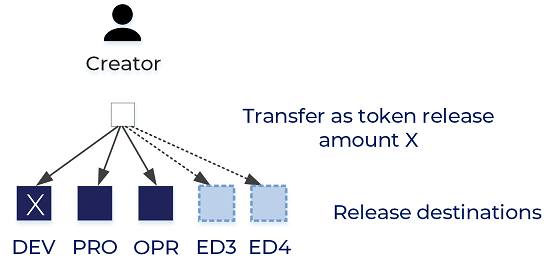 Creator
Transfer as token release
amount X
X
Release destinations
DEV PRO OPR ED3 ED4